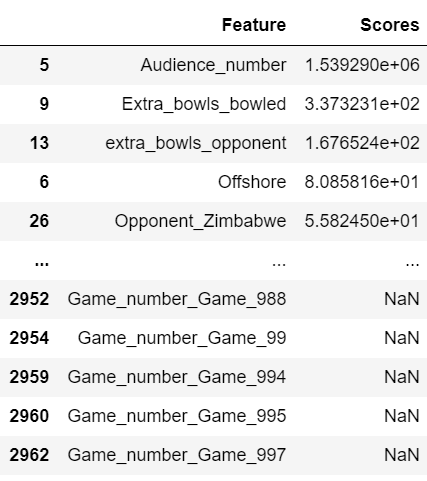 Feature Scores
5 Audience_number 1.539290e+06
9 Extra_bowls_bowled 3.373231e+02
13 extra_bowls_opponent 1.676524e+02
6 Offshore 8.085816e+01
26 Opponent_Zimbabwe 5.582450e+01
... ... ...
2952 Game_number_Game_988 NaN
2954 Game_number_Game_99 NaN
2959 Game_number_Game_994 NaN
2960 Game_number_Game_995 NaN
2962 Game_number_Game_997 NaN